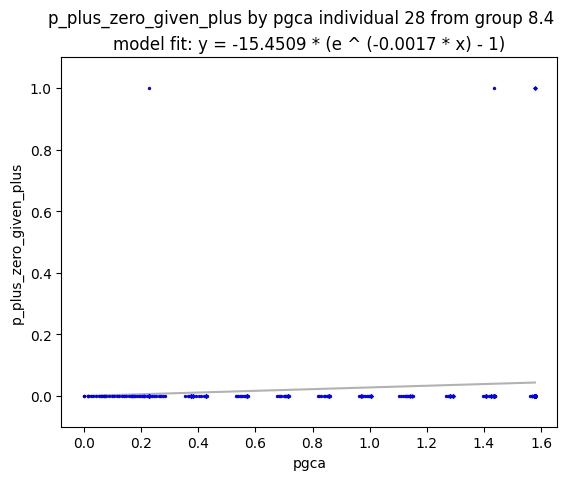 p_plus_zero_given_plus by pgca individual 28 from group 8.4
model fit: y = -15.4509 * (e ^ (-0.0017 * x) - 1)
1.0
0.8
0.6
0.4
0.2
0.0
p_plus_zero_given_plus
0.0 0.2 0.4 0.6 0.8 1.0 1.2 1.4 1.6
pgca